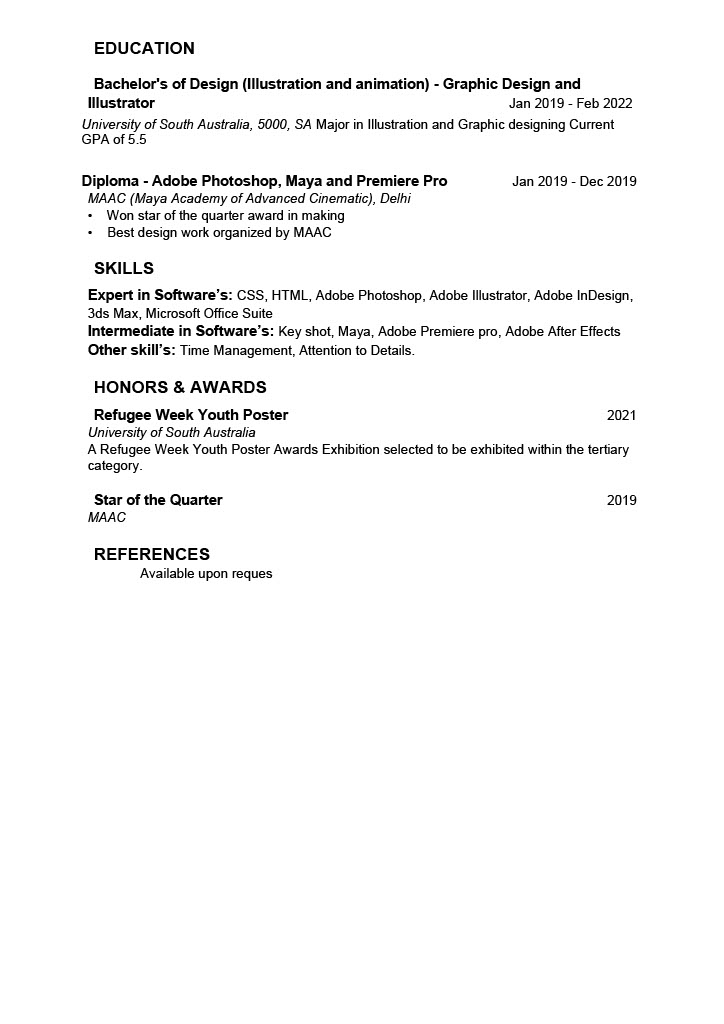 EDUCATION
Bachelor's of Design (Illustration and animation) - Graphic Design and
Illustrator Jan 2019 - Feb 2022
University of South Australia, 5000, SA Major in Illustration and Graphic designing Current
GPA of 5.5
Diploma - Adobe Photoshop, Maya and Premiere Pro Jan 2019 - Dec 2019
MAAC (Maya Academy of Advanced Cinematic), Delhi
• Won star of the quarter award in making
• Best design work organized by MAAC
SKILLS
Expert in Software’s: CSS, HTML, Adobe Photoshop, Adobe Illustrator, Adobe InDesign,
3ds Max, Microsoft Office Suite
Intermediate in Software’s: Key shot, Maya, Adobe Premiere pro, Adobe After Effects
Other skill’s: Time Management, Attention to Details.
HONORS & AWARDS
Refugee Week Youth Poster 2021
University of South Australia
A Refugee Week Youth Poster Awards Exhibition selected to be exhibited within the tertiary
category.
Star of the Quarter 2019
MAAC
REFERENCES
Available upon reques